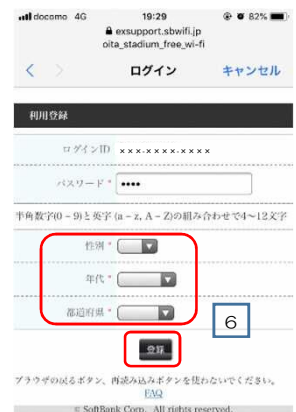 docomo 4G 19:29 82%
exsupport.sbwifi.jp
oita_stadium_free_wi-fi
< > ログイン キャンセル
利用登録
ログインID ×××-××××-××××
パスワード * ••••
半角数字(0 – 9)と英字 (a – z, A – Z)の組み合わせで4〜12文字
性別 *
年代 *
都道府県 *
6
登録
ブラウザの戻るボタン、再読み込みボタンを使わないでください。
FAQ
© SoftBank Corp. All rights reserved.